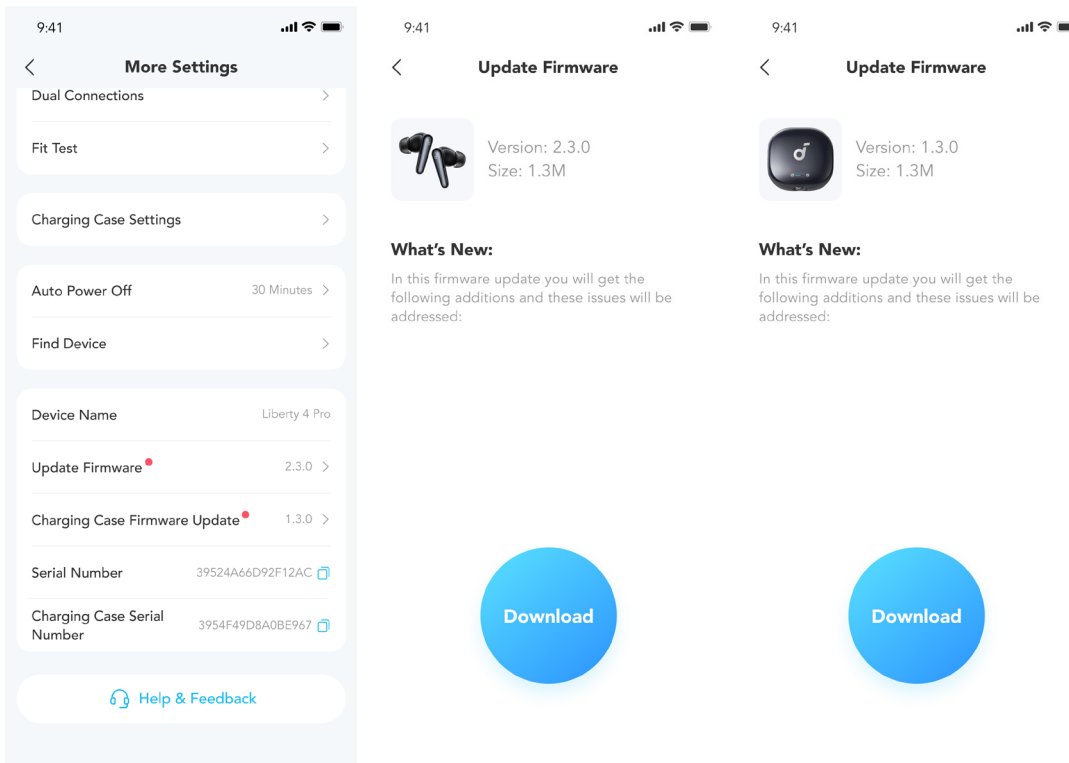 9:41
More Settings
Dual Connections
Fit Test
Charging Case Settings
Auto Power Off 30 Minutes
Find Device
Device Name Liberty 4 Pro
Update Firmware 2.3.0
Charging Case Firmware Update 1.3.0
Serial Number 39524A66D92F12AC
Charging Case Serial
Number 3954F49D8A0BE967
Help & Feedback
9:41
Update Firmware
Version: 2.3.0
Size: 1.3M
What's New:
In this firmware update you will get the
following additions and these issues will be
addressed:
Download
9:41
Update Firmware
Version: 1.3.0
Size: 1.3M
What's New:
In this firmware update you will get the
following additions and these issues will be
addressed:
Download